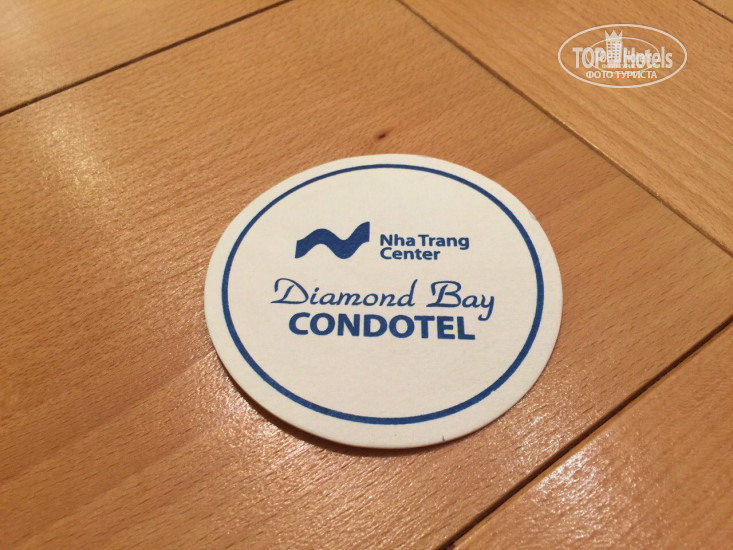 TOP Hotels
ФОТО ТУРИСТА
Nha Trang
Center
Diamond Bay
CONDOTEL